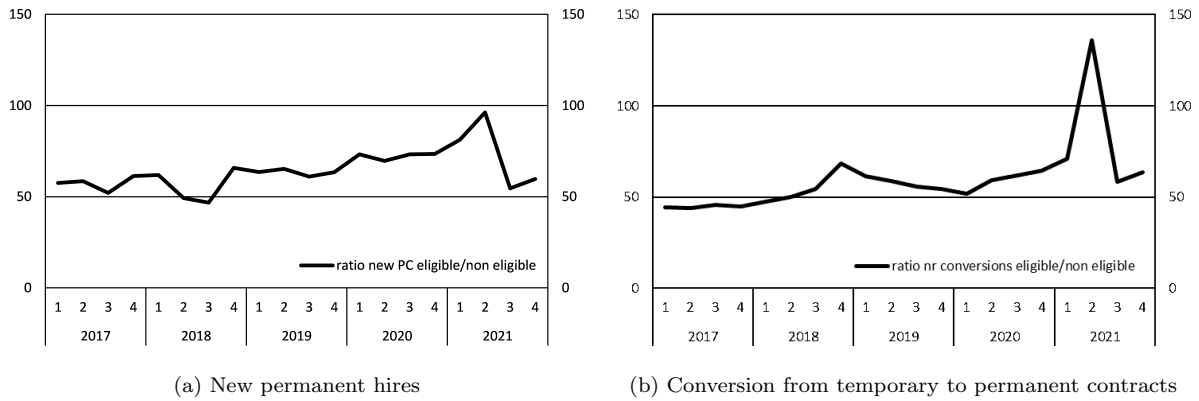 150
150
100
100
50
50
ratio new PC eligible/non eligible
0
0
1 2 3 4 1 2 3 4 1 2 3 4 1 2 3 4 1 2 3 4
2017 2018 2019 2020 2021
(a) New permanent hires
150
150
100
100
50
50
ratio nr conversions eligible/non eligible
0
0
1 2 3 4 1 2 3 4 1 2 3 4 1 2 3 4 1 2 3 4
2017 2018 2019 2020 2021
(b) Conversion from temporary to permanent contracts